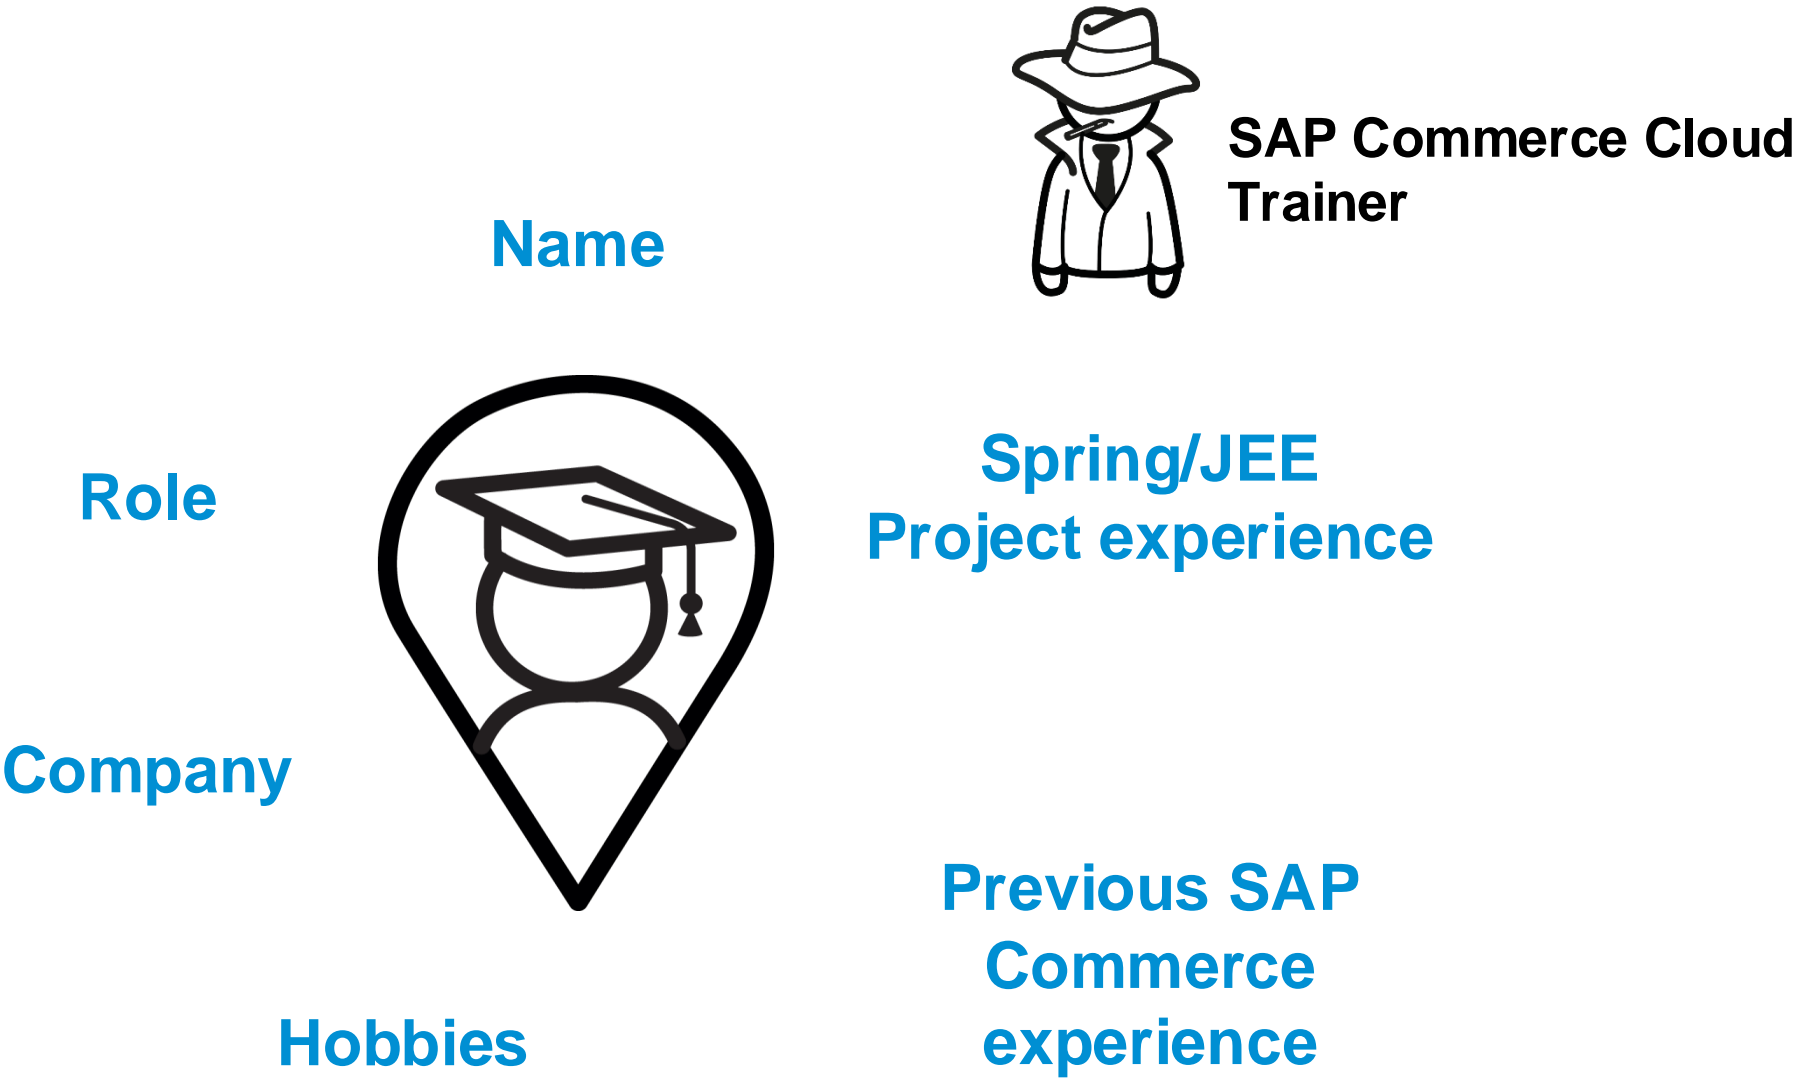 SAP Commerce Cloud
Trainer
Name
Spring/JEE
Project experience
Role
Company
Previous SAP
Commerce
experience
Hobbies